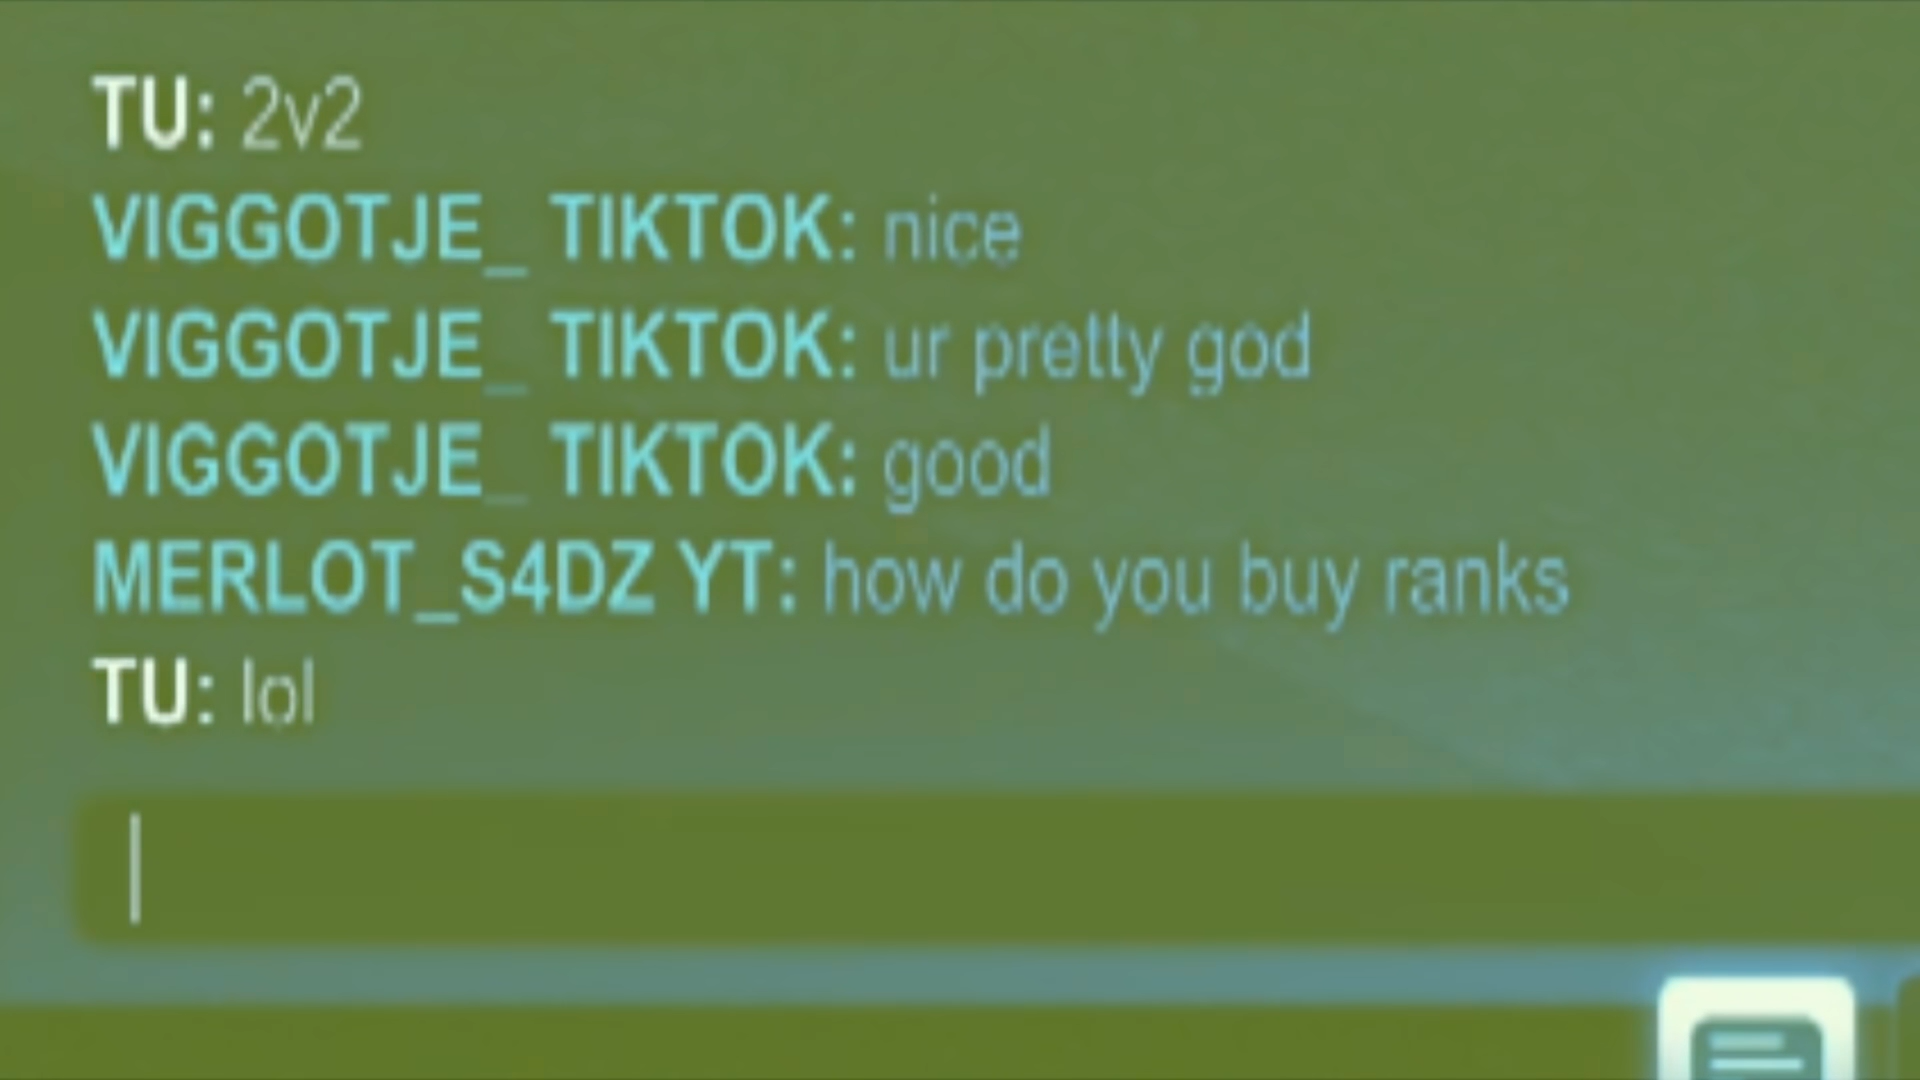 TU: 2v2
VIGGOTJE_ TIKTOK: nice
VIGGOTJE_ TIKTOK: ur pretty god
VIGGOTJE_ TIKTOK: good
MERLOT_S4DZ YT: how do you buy ranks
TU: lol